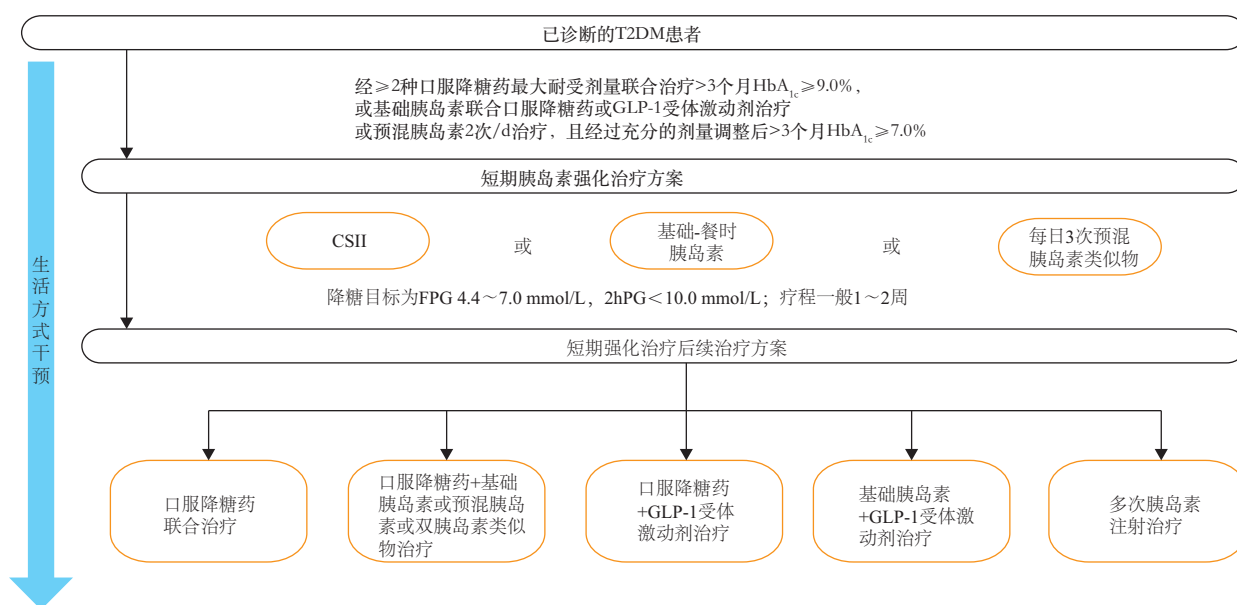 已诊断的T2DM患者
经≥2种口服降糖药最大耐受剂量联合治疗>3个月HbA1c≥9.0%，
或基础胰岛素联合口服降糖药或GLP-1受体激动剂治疗
或预混胰岛素2次/d治疗，且经过充分的剂量调整后>3个月HbA1c≥7.0%
短期胰岛素强化治疗方案
CSII
或
基础-餐时
胰岛素
或
每日3次预混
胰岛素类似物
降糖目标为FPG 4.4～7.0 mmol/L，2hPG＜10.0 mmol/L；疗程一般1～2周
短期强化治疗后续治疗方案
口服降糖药
联合治疗
口服降糖药+基础
胰岛素或预混胰岛
素或双胰岛素类似
物治疗
口服降糖药
+GLP-1受体
激动剂治疗
基础胰岛素
+GLP-1受体激
动剂治疗
多次胰岛素
注射治疗
生活方式干预